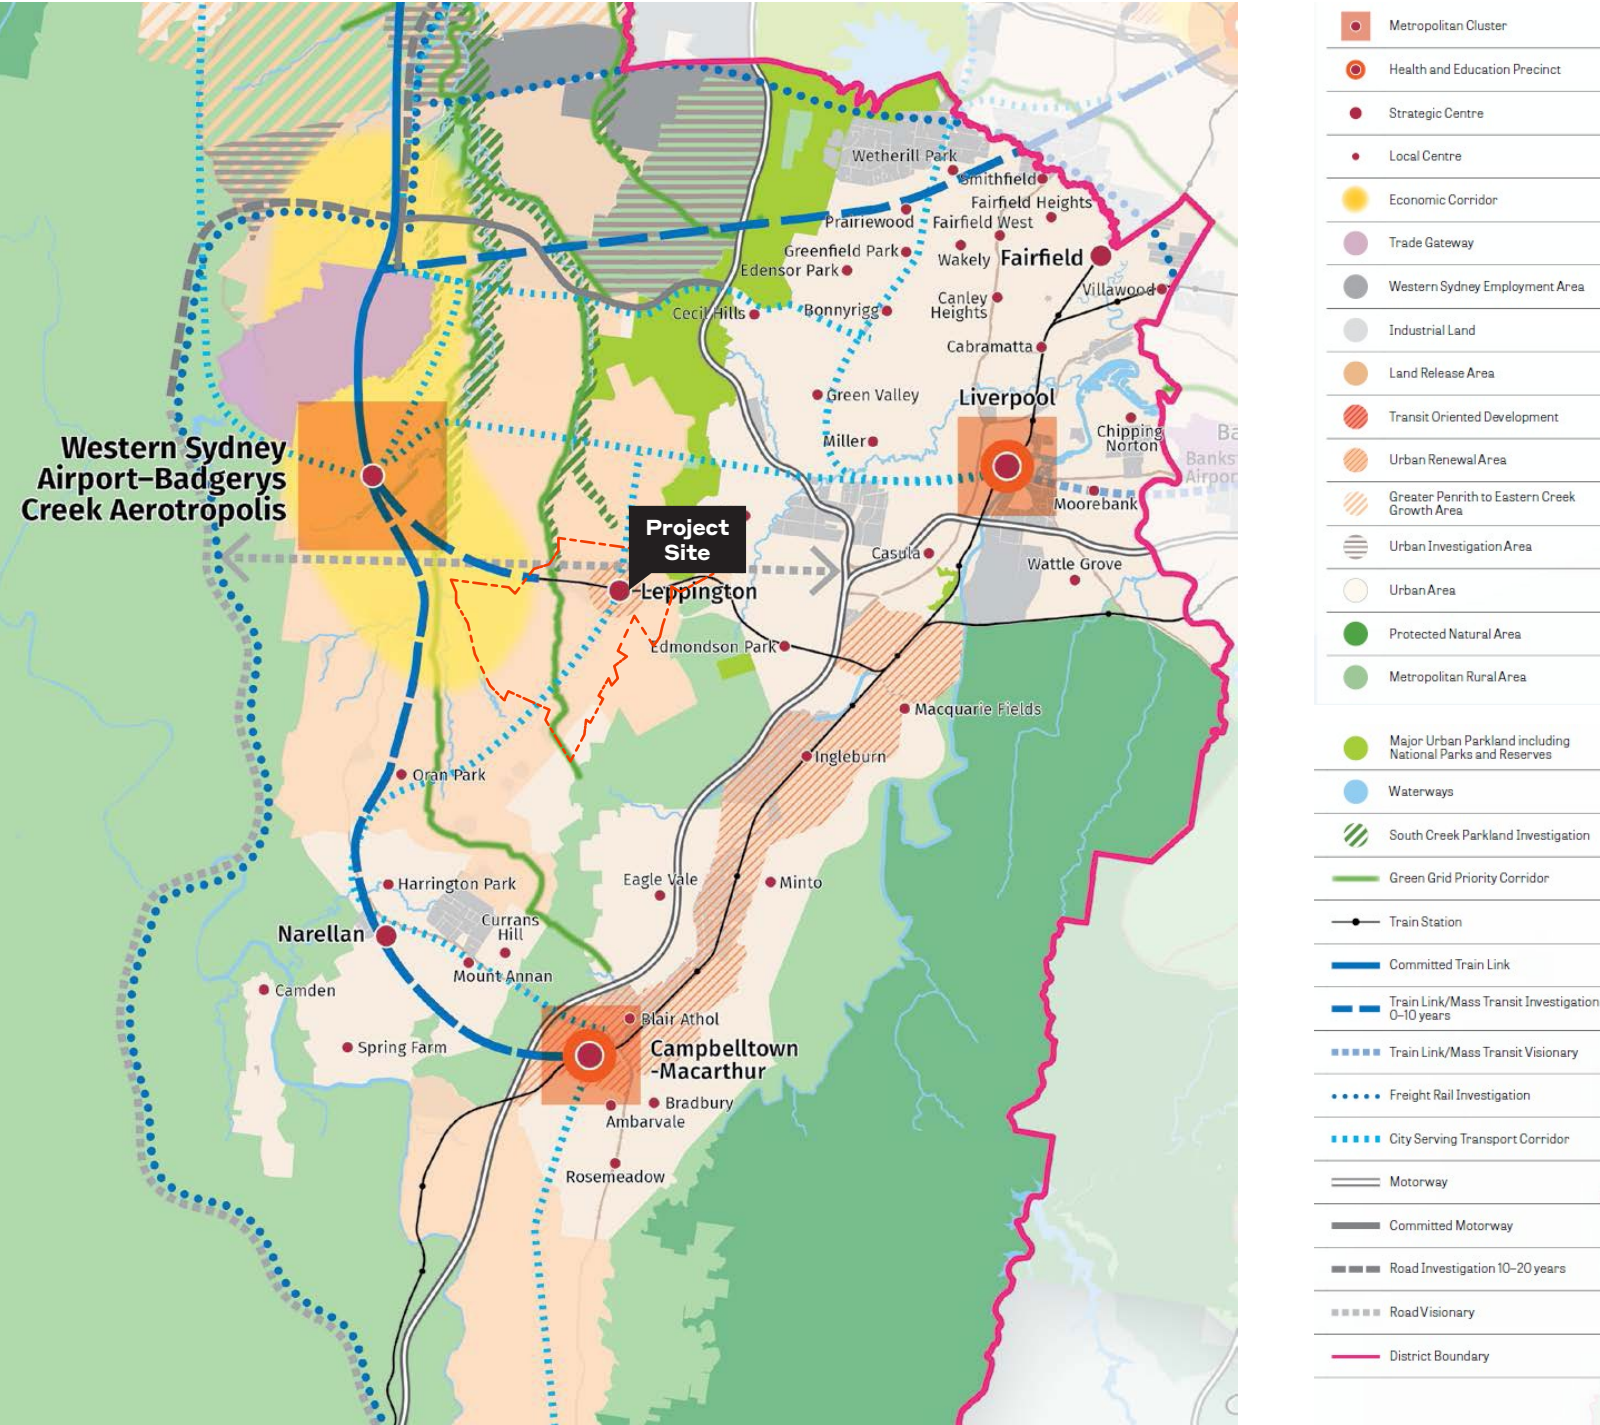 Wetherill Park
Smithfield
Fairfield Heights
Prairiewood
Fairfield West
Greenfield Park
Wakely
Fairfield
Edensor Park
Villawood
Canley
Heights
Cecil Hills
Bonnyrigg
Cabramatta
Green Valley
Liverpool
Miller
Chipping
Norton
Western Sydney
Airport–Badgerys
Creek Aerotropolis
Moorebank
Project
Site
Casula
Wattle Grove
Leppington
Edmondson Park
Macquarie Fields
Ingleburn
Oran Park
Harrington Park
Eagle Vale
Minto
Currans
Hill
Narellan
Mount Annan
Camden
Blair Athol
Spring Farm
Campbelltown
-Macarthur
Bradbury
Ambarvale
Rosemeadow
Metropolitan Cluster
Health and Education Precinct
Strategic Centre
Local Centre
Economic Corridor
Trade Gateway
Western Sydney Employment Area
Industrial Land
Land Release Area
Transit Oriented Development
Urban Renewal Area
Greater Penrith to Eastern Creek
Growth Area
Urban Investigation Area
Urban Area
Protected Natural Area
Metropolitan Rural Area
Major Urban Parkland including
National Parks and Reserves
Waterways
South Creek Parkland Investigation
Green Grid Priority Corridor
Train Station
Committed Train Link
Train Link/Mass Transit Investigation
0–10 years
Train Link/Mass Transit Visionary
Freight Rail Investigation
City Serving Transport Corridor
Motorway
Committed Motorway
Road Investigation 10–20 years
Road Visionary
District Boundary